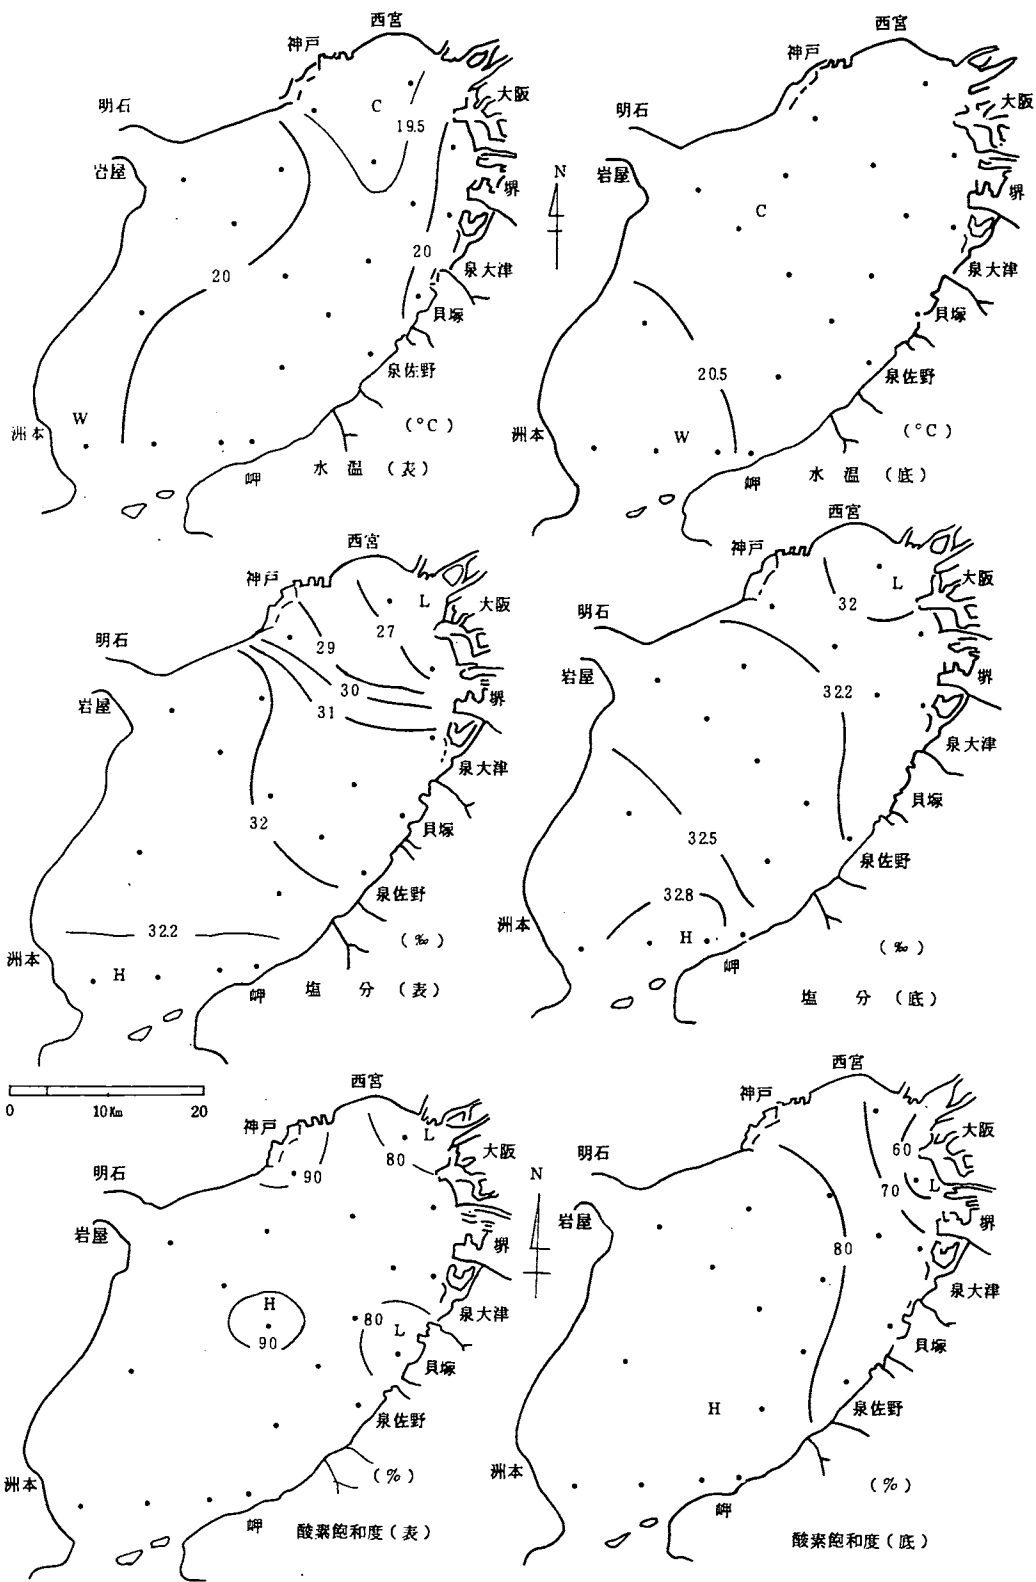 西宮
神戸
明石
大阪
C
19.5
岩屋
堺
20
20
泉大津
貝塚
泉佐野
W
洲本
(°C)
岬
水温(表)
N
西宮
神戸
明石
大阪
岩屋
堺
C
泉大津
貝塚
20.5
泉佐野
洲本
W
(°C)
岬
水温(底)
西宮
神戸
L
大阪
明石
27
29
30
31
岩屋
堺
泉大津
32
貝塚
泉佐野
32.2
洲本
H
(‰)
岬
塩分(表)
西宮
神戸
L
大阪
32
明石
岩屋
32.2
堺
泉大津
貝塚
32.5
泉佐野
32.8
洲本
H
(‰)
岬
塩分(底)
0 10Km 20
西宮
神戸
L
大阪
80
90
明石
岩屋
堺
H
90
泉大津
80
L
貝塚
泉佐野
洲本
(%)
岬
酸素飽和度(表)
N
西宮
神戸
大阪
60
明石
70
L
岩屋
堺
80
泉大津
貝塚
H
泉佐野
洲本
(%)
岬
酸素飽和度(底)